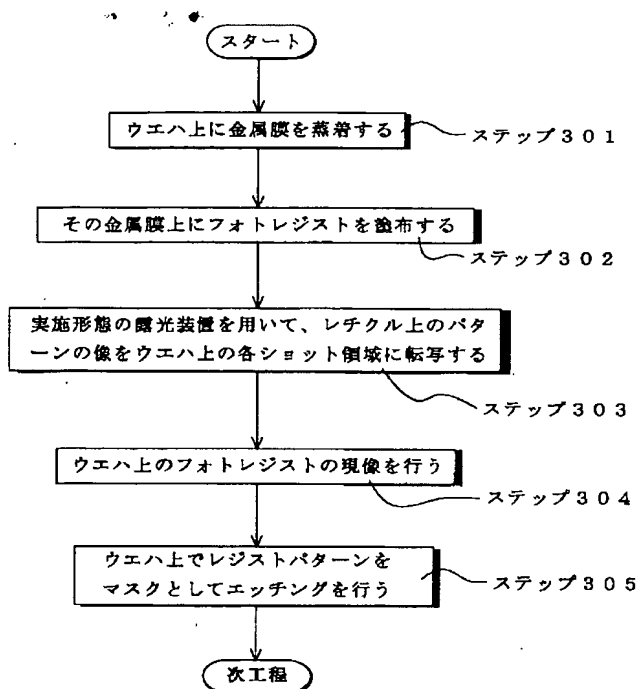 スタート
ウエハ上に金属膜を蒸着する
ステップ301
その金属膜上にフォトレジストを塗布する
ステップ302
実施形態の露光装置を用いて、レチクル上のパタ
ーンの像をウエハ上の各ショット領域に転写する
ステップ303
ウエハ上のフォトレジストの現像を行う
ステップ304
ウエハ上でレジストパターンを
マスクとしてエッチングを行う
ステップ305
次工程